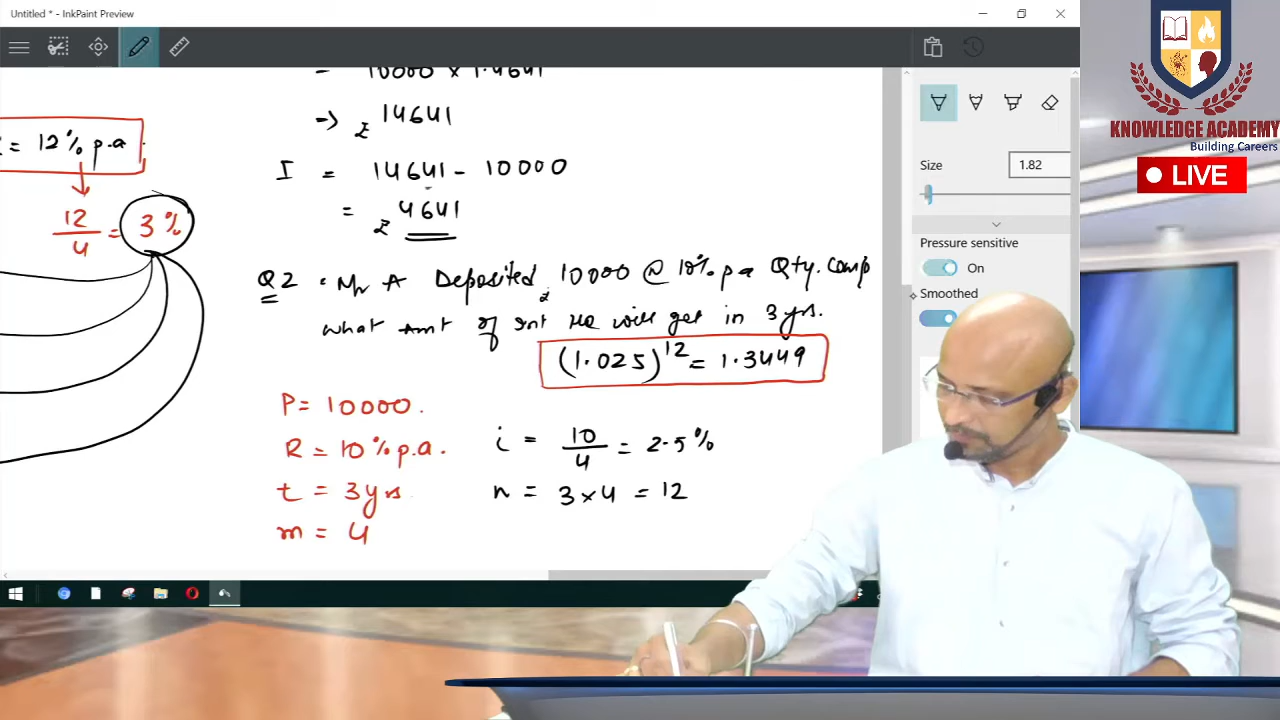 Untitled * - InkPaint Preview
= 10000 × 1.4641
→ ₹ 14641
= 12% p.a
I = 14641 - 10000
12/4 = 3%
= ₹ 4641
Q2 : Mr A Deposited ₹ 10000 @ 10% p.a Qty. Comp
what amt of Int He will get in 3 yrs.
(1.025)^12 = 1.3449
P = 10000.
R = 10% p.a.
t = 3 yrs
m = 4
i = 10/4 = 2.5%
n = 3 × 4 = 12
Size
1.82
Pressure sensitive
On
Smoothed
KNOWLEDGE ACADEMY
Building Careers
LIVE